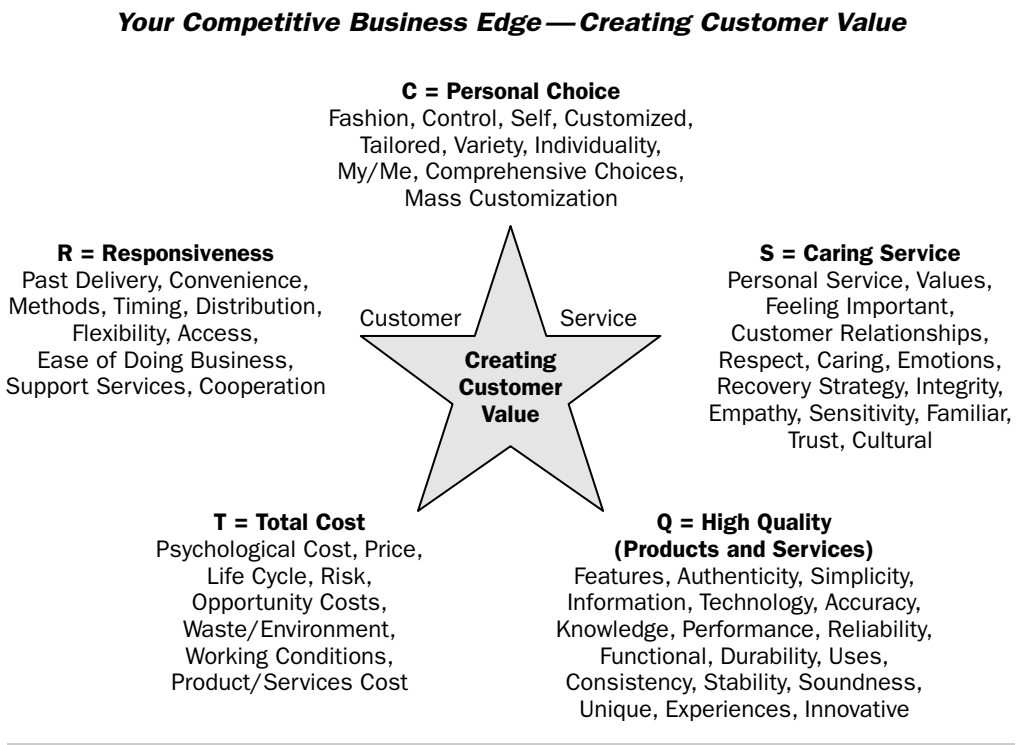 Your Competitive Business Edge — Creating Customer Value
C = Personal Choice
Fashion, Control, Self, Customized,
Tailored, Variety, Individuality,
My/Me, Comprehensive Choices,
Mass Customization
R = Responsiveness
Past Delivery, Convenience,
Methods, Timing, Distribution,
Flexibility, Access,
Ease of Doing Business,
Support Services, Cooperation
S = Caring Service
Personal Service, Values,
Feeling Important,
Customer Relationships,
Respect, Caring, Emotions,
Recovery Strategy, Integrity,
Empathy, Sensitivity, Familiar,
Trust, Cultural
Customer
Service
Creating
Customer
Value
T = Total Cost
Psychological Cost, Price,
Life Cycle, Risk,
Opportunity Costs,
Waste/Environment,
Working Conditions,
Product/Services Cost
Q = High Quality
(Products and Services)
Features, Authenticity, Simplicity,
Information, Technology, Accuracy,
Knowledge, Performance, Reliability,
Functional, Durability, Uses,
Consistency, Stability, Soundness,
Unique, Experiences, Innovative